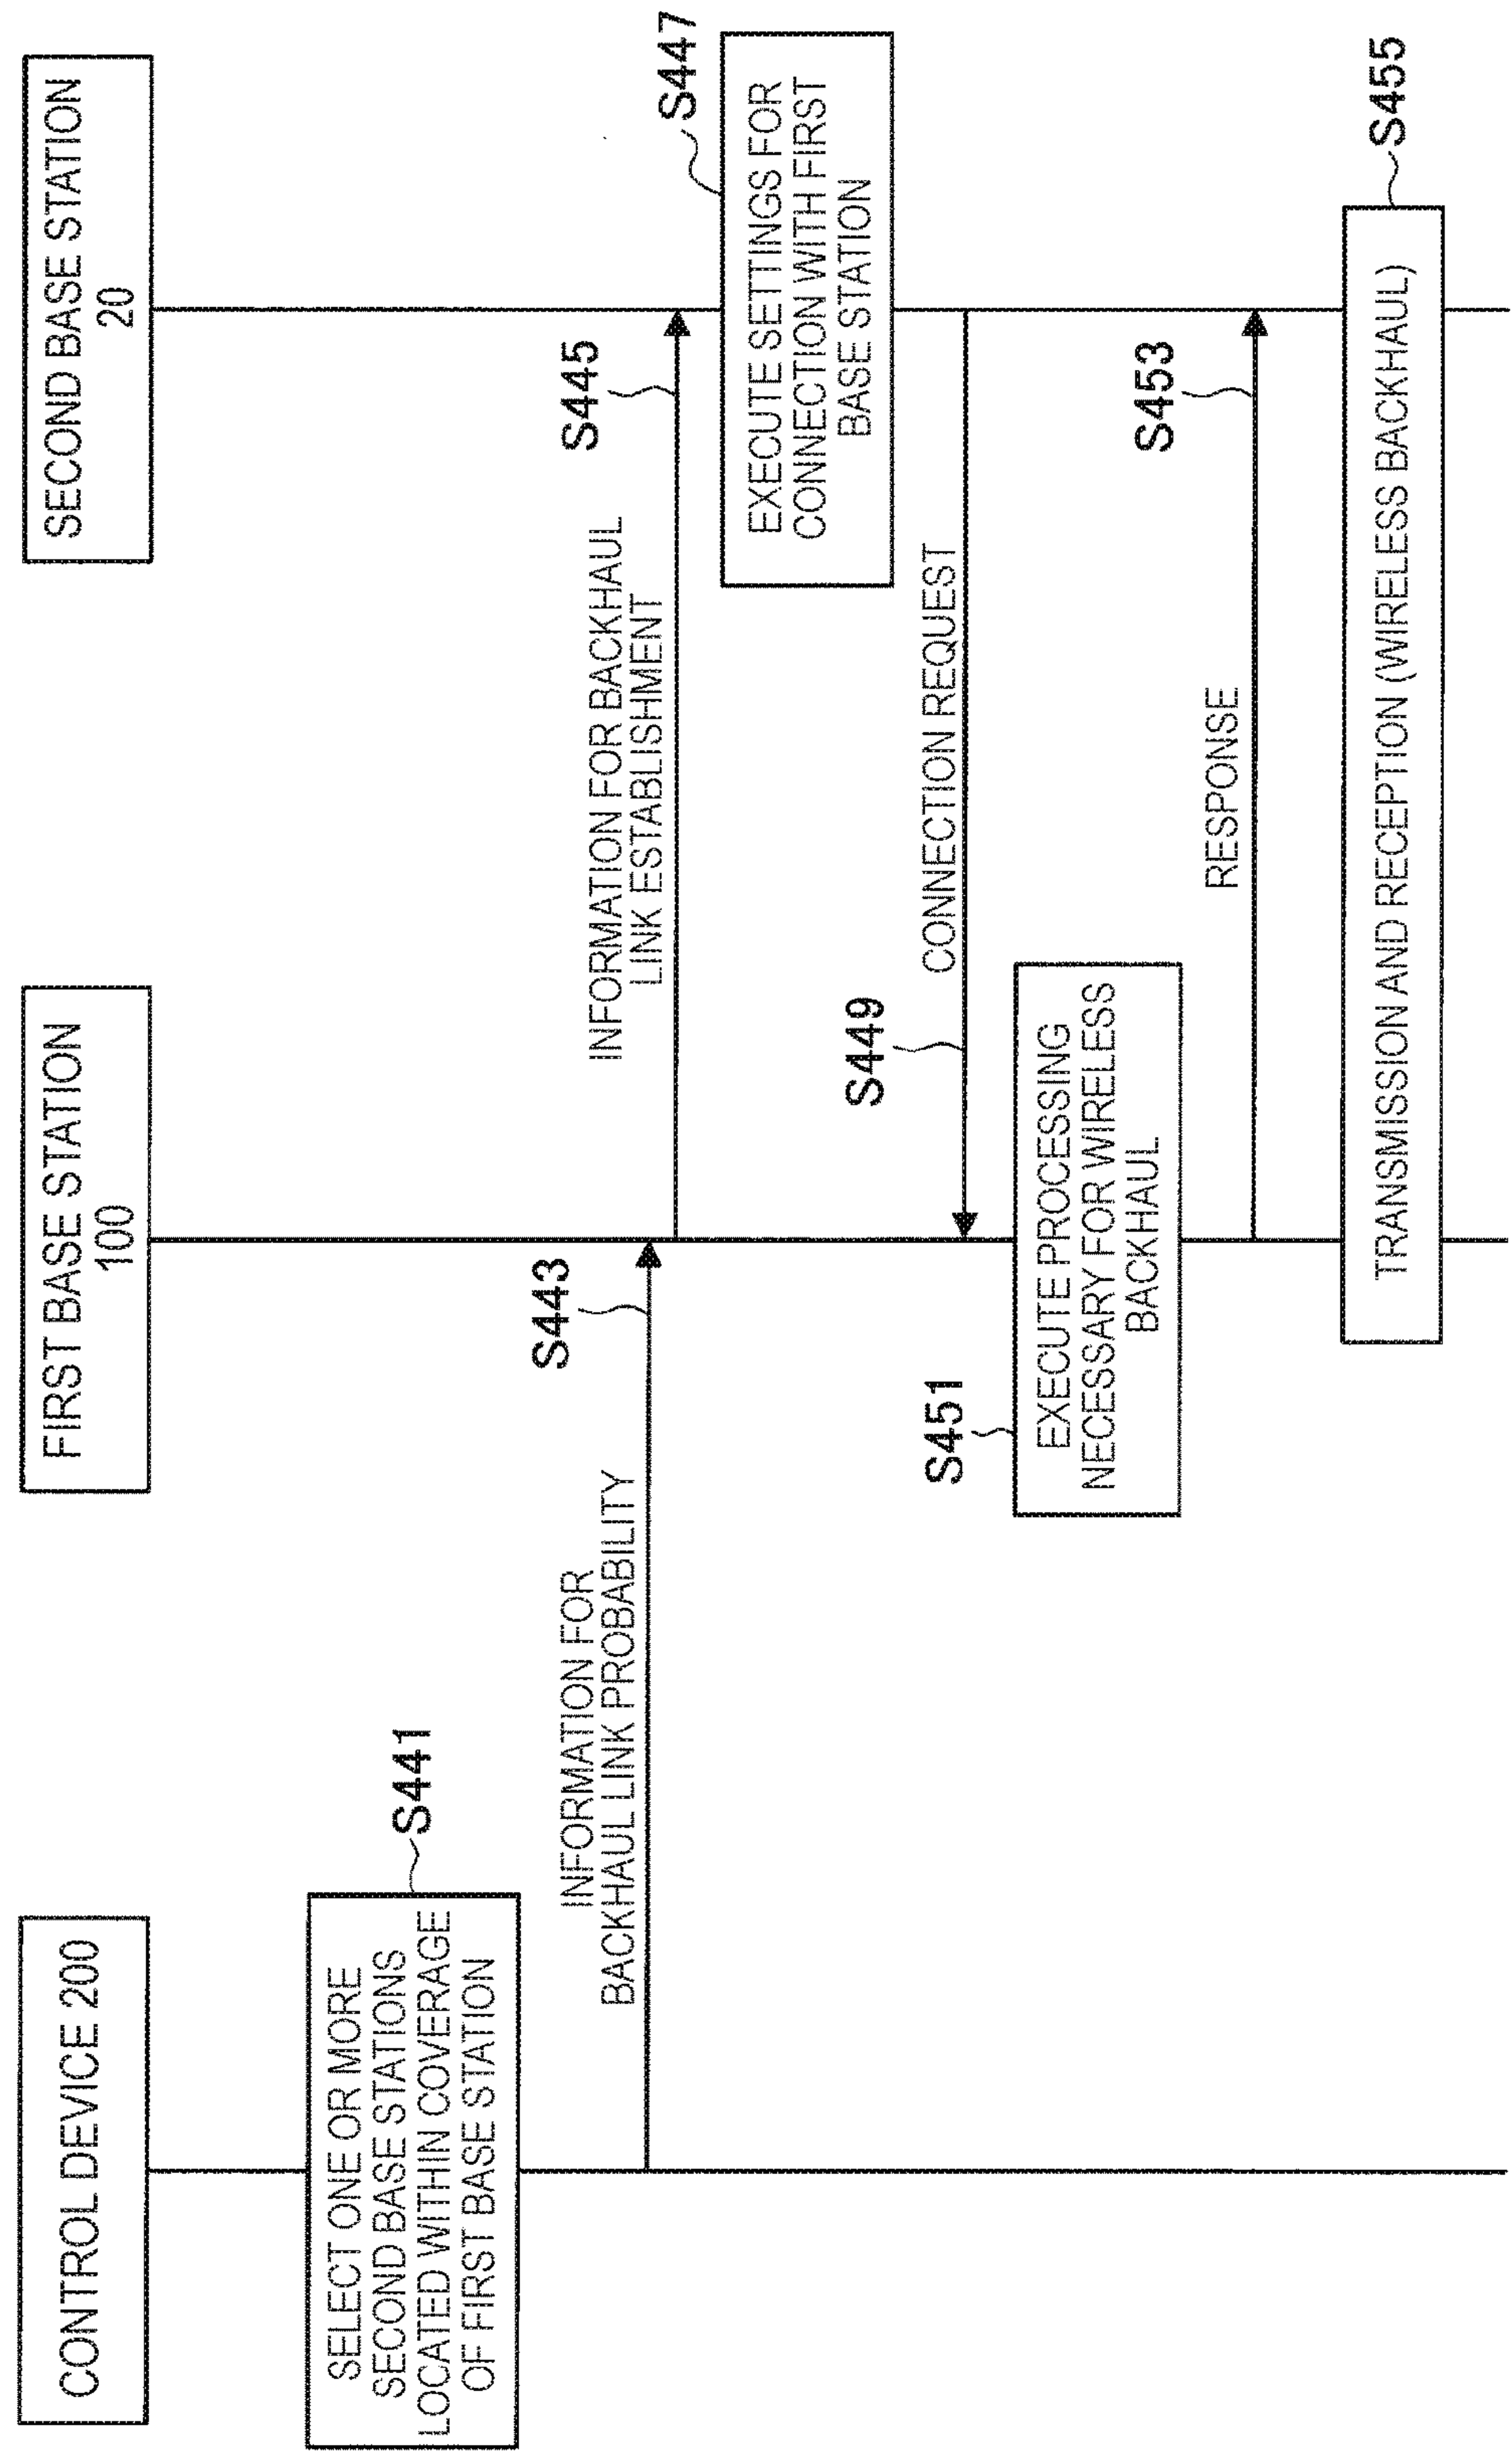 CONTROL DEVICE 200
FIRST BASE STATION
100
SECOND BASE STATION
20
SELECT ONE OR MORE
SECOND BASE STATIONS
LOCATED WITHIN COVERAGE
OF FIRST BASE STATION
S441
INFORMATION FOR
BACKHAUL LINK PROBABILITY
S443
INFORMATION FOR BACKHAUL
LINK ESTABLISHMENT
S445
EXECUTE SETTINGS FOR
CONNECTION WITH FIRST
BASE STATION
S447
CONNECTION REQUEST
S449
EXECUTE PROCESSING
NECESSARY FOR WIRELESS
BACKHAUL
S451
RESPONSE
S453
TRANSMISSION AND RECEPTION (WIRELESS BACKHAUL)
S455